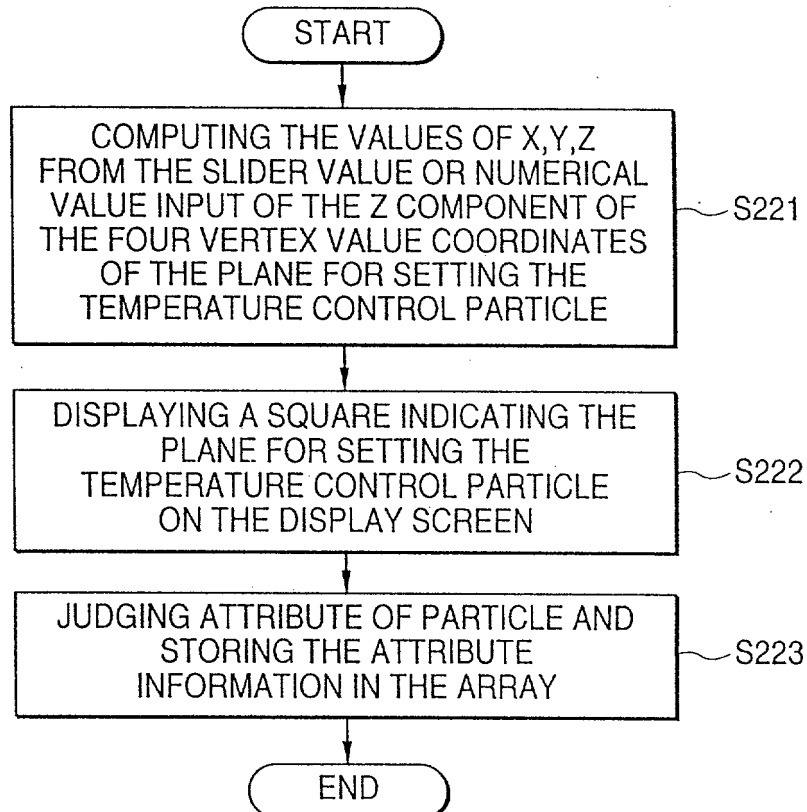 START
COMPUTING THE VALUES OF X,Y,Z
FROM THE SLIDER VALUE OR NUMERICAL
VALUE INPUT OF THE Z COMPONENT OF
THE FOUR VERTEX VALUE COORDINATES
OF THE PLANE FOR SETTING THE
TEMPERATURE CONTROL PARTICLE
S221
DISPLAYING A SQUARE INDICATING THE
PLANE FOR SETTING THE
TEMPERATURE CONTROL PARTICLE
ON THE DISPLAY SCREEN
S222
JUDGING ATTRIBUTE OF PARTICLE AND
STORING THE ATTRIBUTE
INFORMATION IN THE ARRAY
S223
END